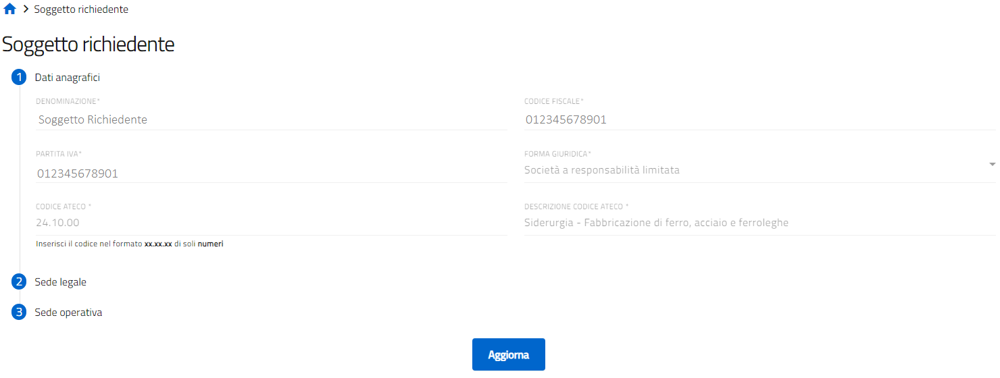 Soggetto richiedente
Soggetto richiedente
1 Dati anagrafici
DENOMINAZIONE* CODICE FISCALE*
Soggetto Richiedente 012345678901
PARTITA IVA* FORMA GIURIDICA*
012345678901 Società a responsabilità limitata
CODICE ATECO * DESCRIZIONE CODICE ATECO *
24.10.00 Siderurgia - Fabbricazione di ferro, acciaio e ferroleghe
Inserisci il codice nel formato xx.xx.xx di soli numeri
2 Sede legale
3 Sede operativa
Aggiorna